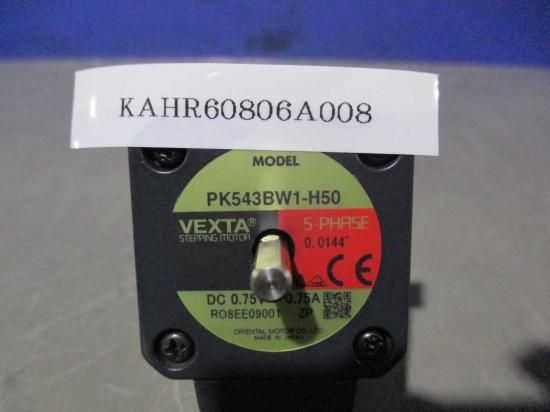 KAHR60806A008
MODEL
PK543BW1-H50
VEXTA®
STEPPING MOTOR
5-PHASE
0.0144°
CE
DC 0.75V 0.75A
RO8EE09001 ZP
ORIENTAL MOTOR CO., LTD.
MADE IN JAPAN